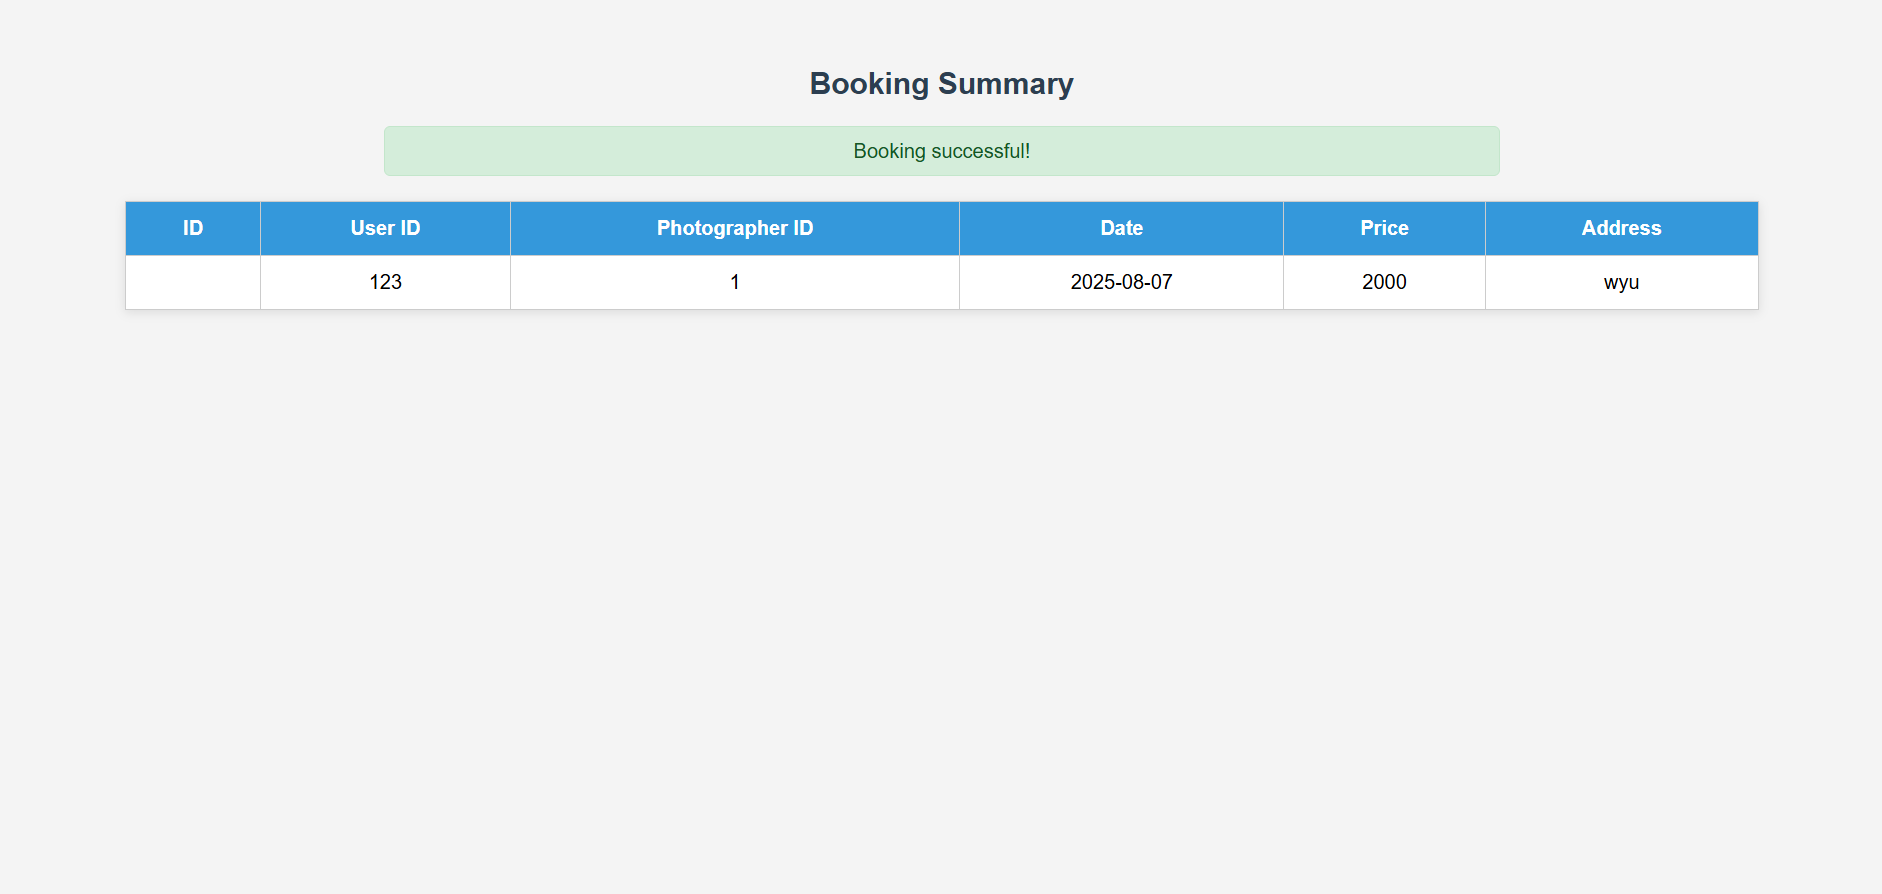 Booking Summary
Booking successful!
ID User ID Photographer ID Date Price Address
123 1 2025-08-07 2000 wyu